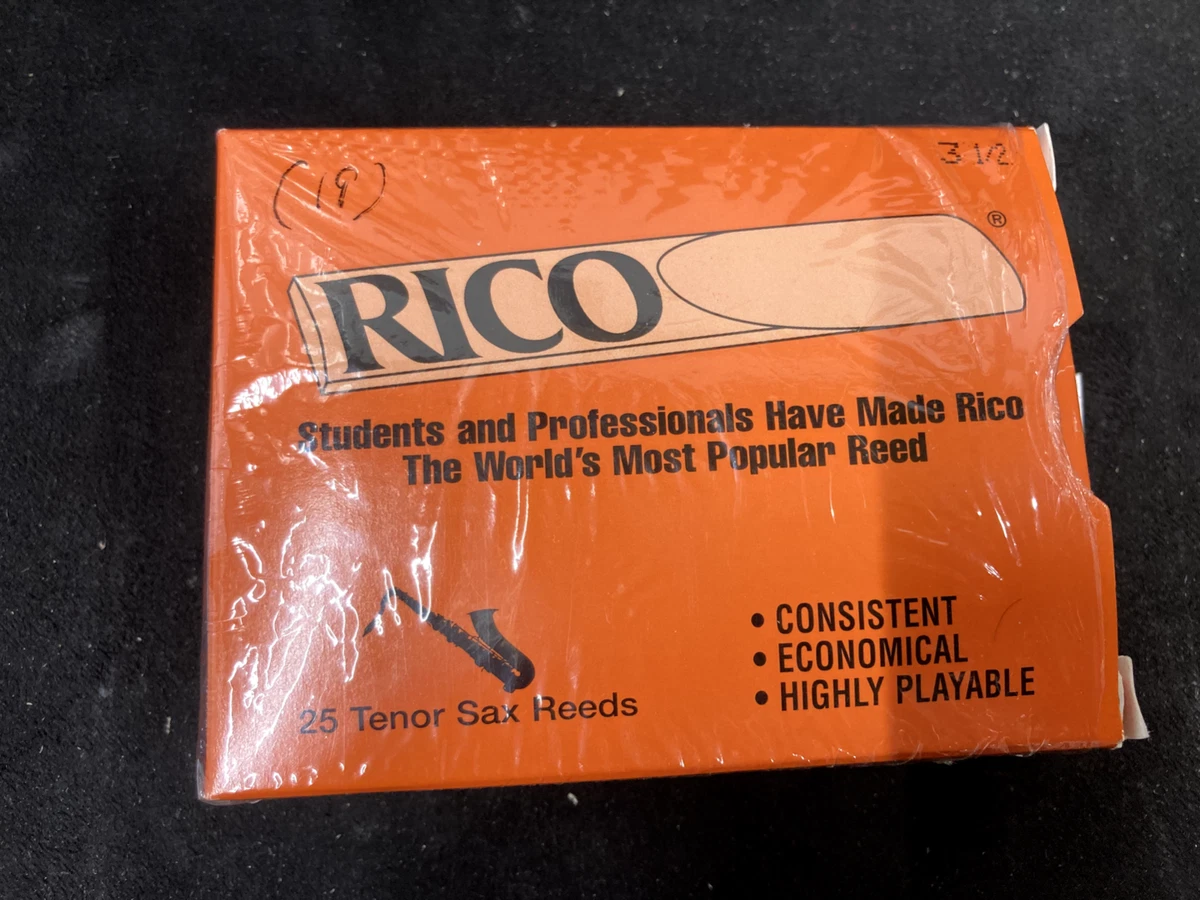 (19)
3 1/2
RICO®
Students and Professionals Have Made Rico
The World's Most Popular Reed
• CONSISTENT
• ECONOMICAL
• HIGHLY PLAYABLE
25 Tenor Sax Reeds